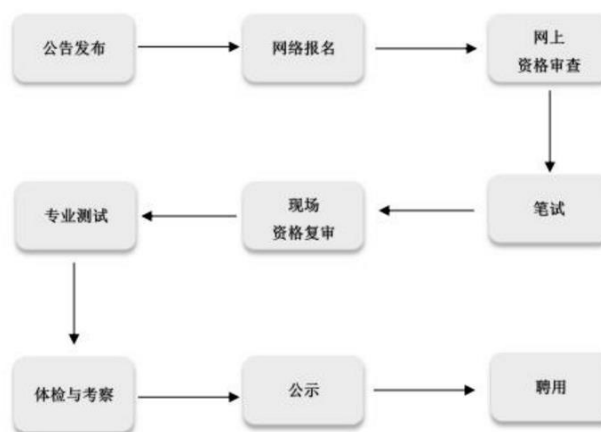 公告发布
网络报名
网上
资格审查
笔试
现场
资格复审
专业测试
体检与考察
公示
聘用